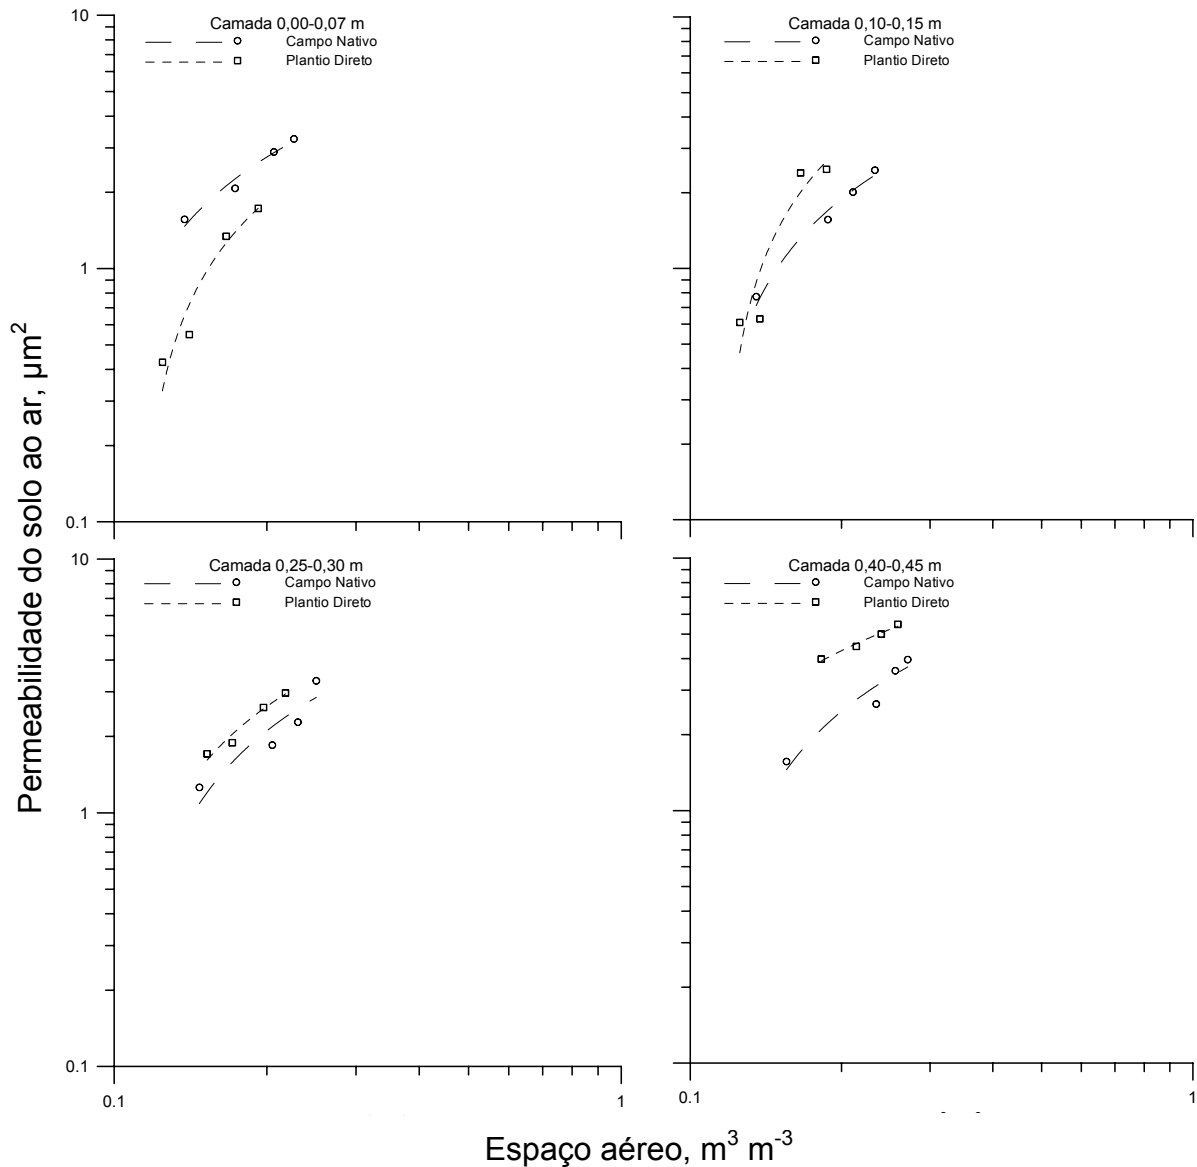 Permeabilidade do solo ao ar, µm²
10
Camada 0,00-0,07 m
Campo Nativo
Plantio Direto
1
0.1
Camada 0,10-0,15 m
Campo Nativo
Plantio Direto
10
Camada 0,25-0,30 m
Campo Nativo
Plantio Direto
1
0.1
0.1
1
Camada 0,40-0,45 m
Campo Nativo
Plantio Direto
0.1
1
Espaço aéreo, m³ m⁻³